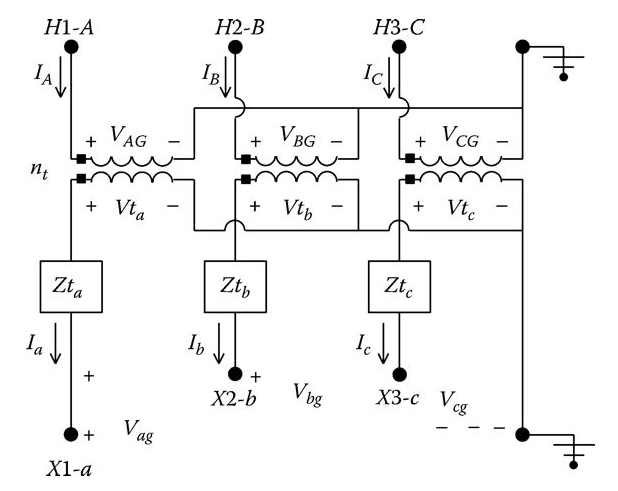 H1-A H2-B H3-C
I_A I_B I_C
+ V_AG − + V_BG − + V_CG −
n_t
+ Vt_a − + Vt_b − + Vt_c −
Zt_a Zt_b Zt_c
I_a I_b I_c
+ +
X2-b V_bg X3-c V_cg
− − −
+ V_ag
X1-a